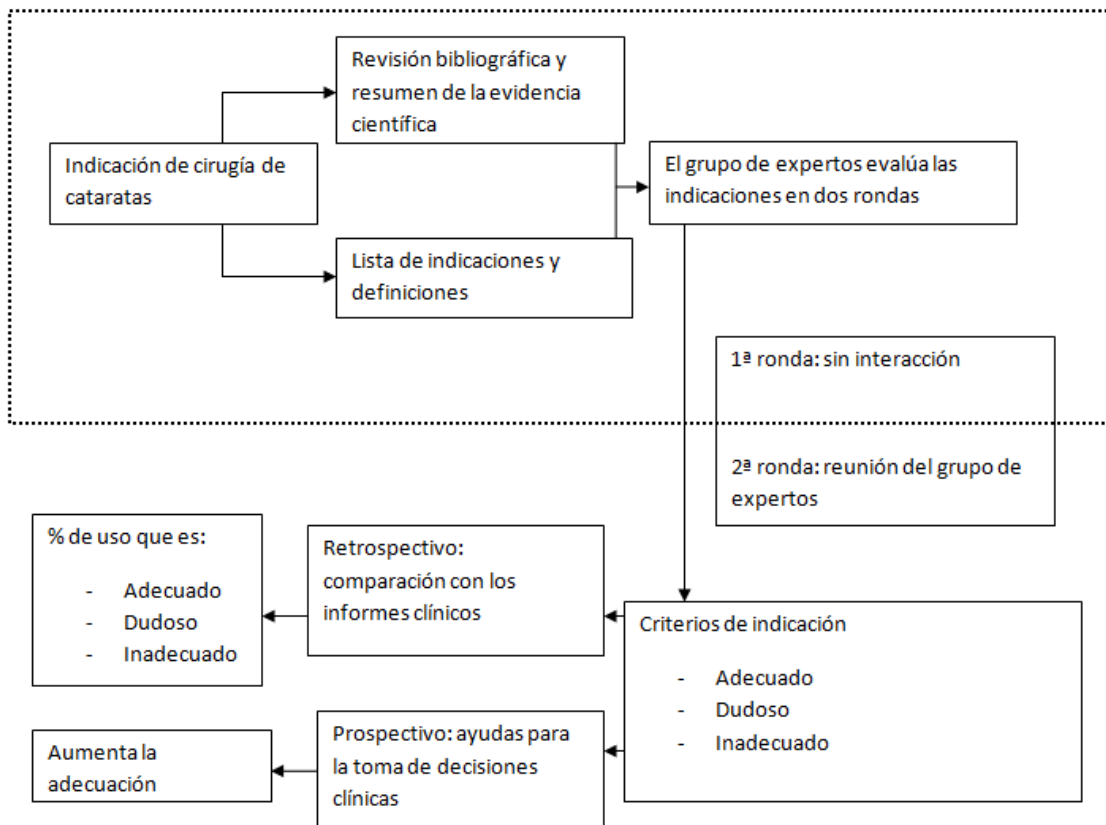 Revisión bibliográfica y
resumen de la evidencia
científica
Indicación de cirugía de
cataratas
El grupo de expertos evalúa las
indicaciones en dos rondas
Lista de indicaciones y
definiciones
1ª ronda: sin interacción
2ª ronda: reunión del grupo de
expertos
% de uso que es:
- Adecuado
- Dudoso
- Inadecuado
Retrospectivo:
comparación con los
informes clínicos
Criterios de indicación
- Adecuado
- Dudoso
- Inadecuado
Prospectivo: ayudas para
la toma de decisiones
clínicas
Aumenta la
adecuación